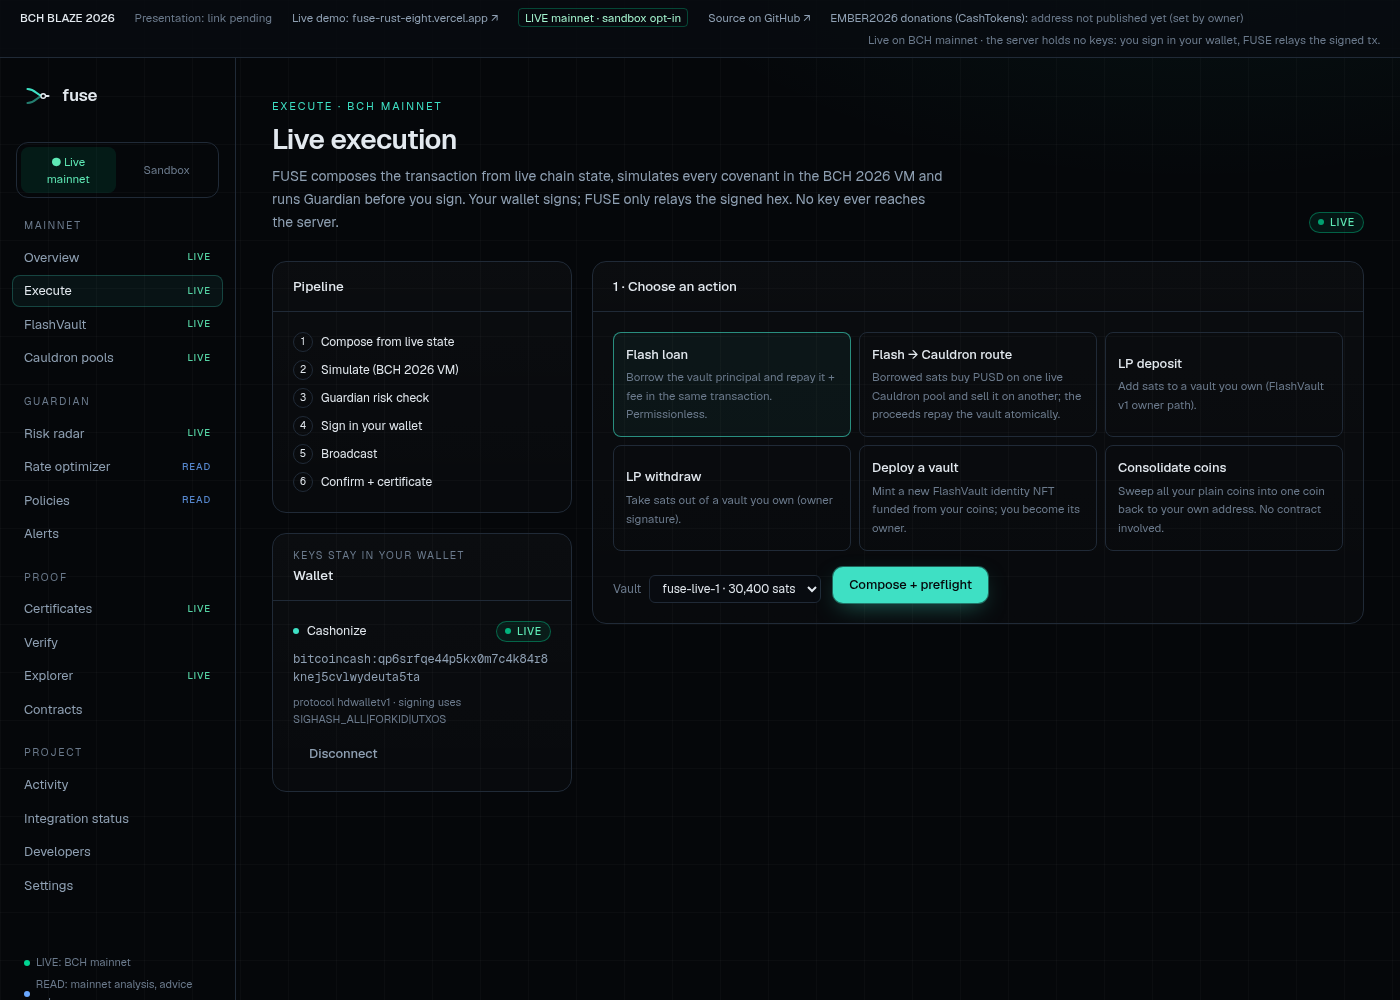 BCH BLAZE 2026 Presentation: link pending Live demo: fuse-rust-eight.vercel.app ↗ LIVE mainnet · sandbox opt-in Source on GitHub ↗ EMBER2026 donations (CashTokens): address not published yet (set by owner)
Live on BCH mainnet · the server holds no keys: you sign in your wallet, FUSE relays the signed tx.
fuse
Live
mainnet
Sandbox
MAINNET
Overview LIVE
Execute LIVE
FlashVault LIVE
Cauldron pools LIVE
GUARDIAN
Risk radar LIVE
Rate optimizer READ
Policies READ
Alerts
PROOF
Certificates LIVE
Verify
Explorer LIVE
Contracts
PROJECT
Activity
Integration status
Developers
Settings
LIVE: BCH mainnet
READ: mainnet analysis, advice
EXECUTE · BCH MAINNET
Live execution
FUSE composes the transaction from live chain state, simulates every covenant in the BCH 2026 VM and
runs Guardian before you sign. Your wallet signs; FUSE only relays the signed hex. No key ever reaches
the server.
LIVE
Pipeline
1 Compose from live state
2 Simulate (BCH 2026 VM)
3 Guardian risk check
4 Sign in your wallet
5 Broadcast
6 Confirm + certificate
KEYS STAY IN YOUR WALLET
Wallet
Cashonize LIVE
bitcoincash:qp6srfqe44p5kx0m7c4k84r8
knej5cvlwydeuta5ta
protocol hdwalletv1 · signing uses
SIGHASH_ALL|FORKID|UTXOS
Disconnect
1 · Choose an action
Flash loan
Borrow the vault principal and repay it +
fee in the same transaction.
Permissionless.
Flash → Cauldron route
Borrowed sats buy PUSD on one live
Cauldron pool and sell it on another; the
proceeds repay the vault atomically.
LP deposit
Add sats to a vault you own (FlashVault
v1 owner path).
LP withdraw
Take sats out of a vault you own (owner
signature).
Deploy a vault
Mint a new FlashVault identity NFT
funded from your coins; you become its
owner.
Consolidate coins
Sweep all your plain coins into one coin
back to your own address. No contract
involved.
Vault fuse-live-1 · 30,400 sats Compose + preflight